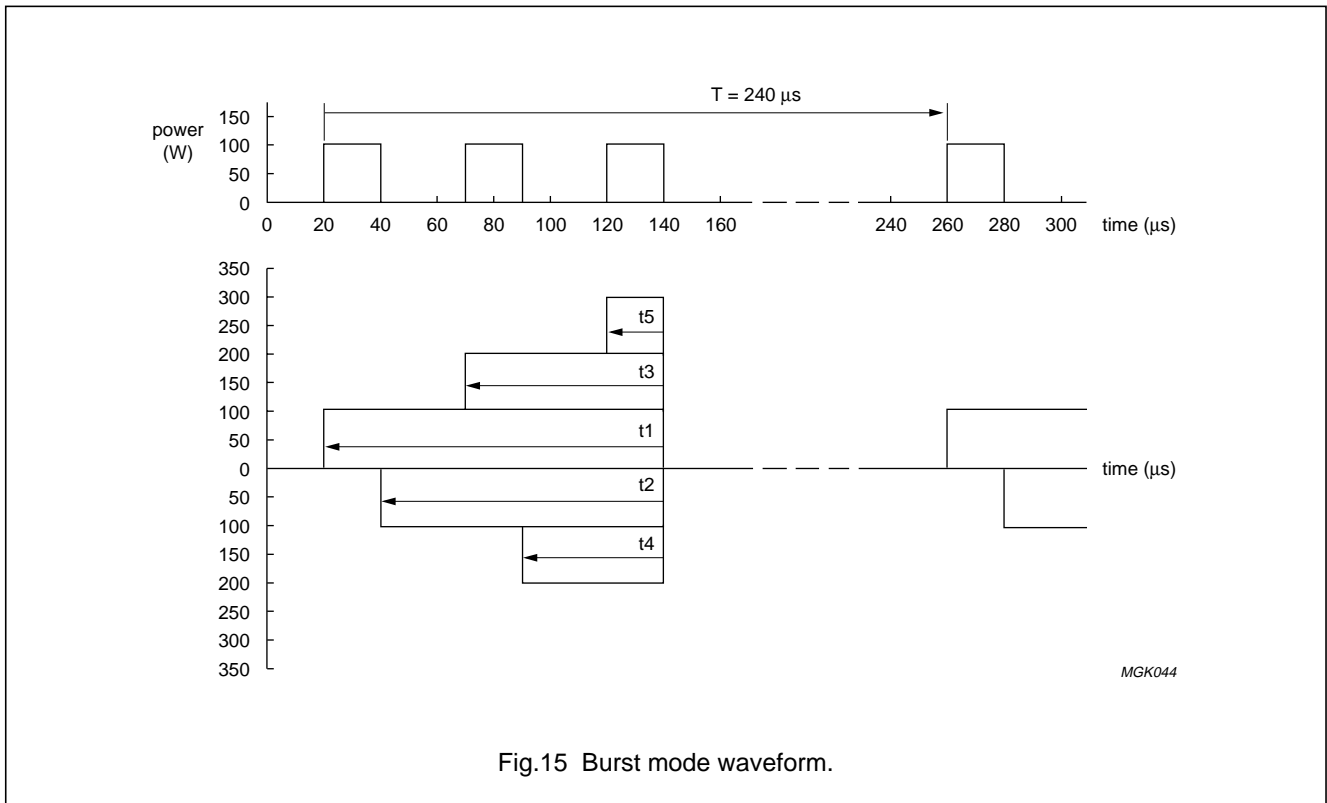 T = 240 μs
power
(W)
150
100
50
0
0 20 40 60 80 100 120 140 160 240 260 280 300 time (μs)
350
300
250
200
150
100
50
0
50
100
150
200
250
300
350
t5
t3
t1
time (μs)
t2
t4
MGK044
Fig.15 Burst mode waveform.